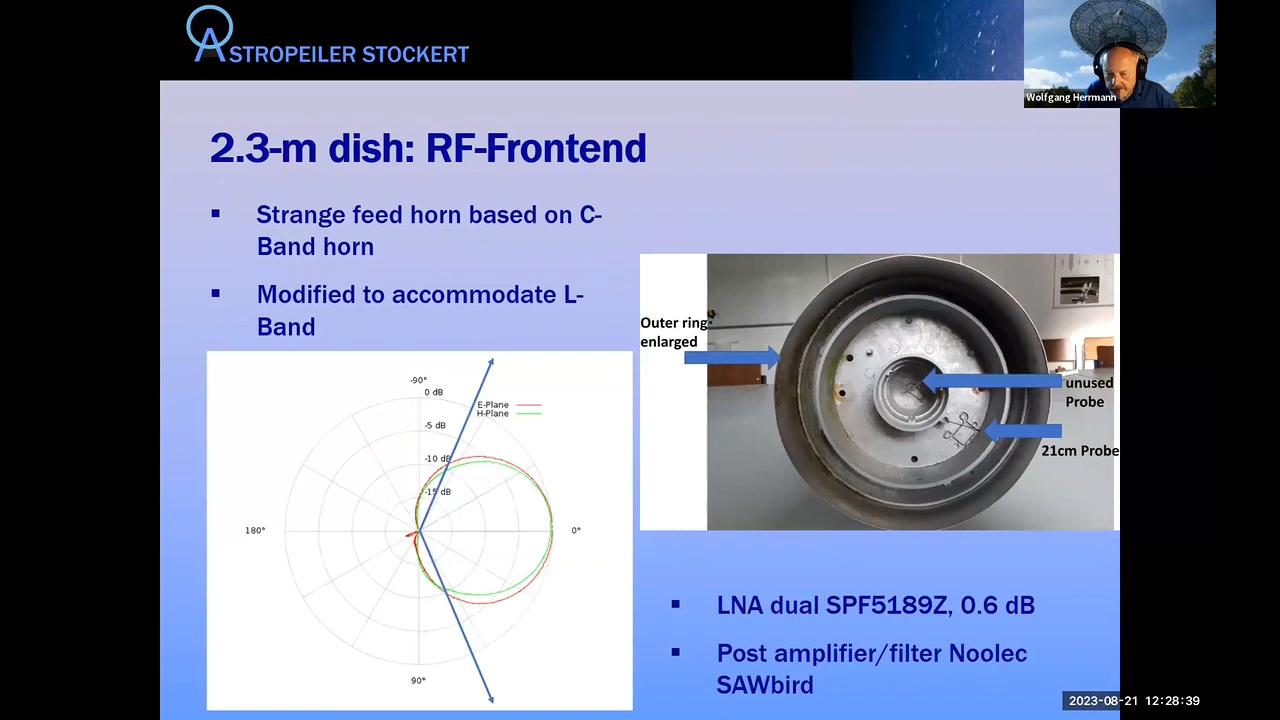 ASTROPEILER STOCKERT
Wolfgang Herrmann
2.3-m dish: RF-Frontend
▪ Strange feed horn based on C-
Band horn
▪ Modified to accommodate L-
Band
-90°
0 dB
E-Plane
H-Plane
-5 dB
-10 dB
-15 dB
180°
0°
90°
Outer ring
enlarged
unused
Probe
21cm Probe
▪ LNA dual SPF5189Z, 0.6 dB
▪ Post amplifier/filter Noolec
SAWbird
2023-08-21 12:28:39